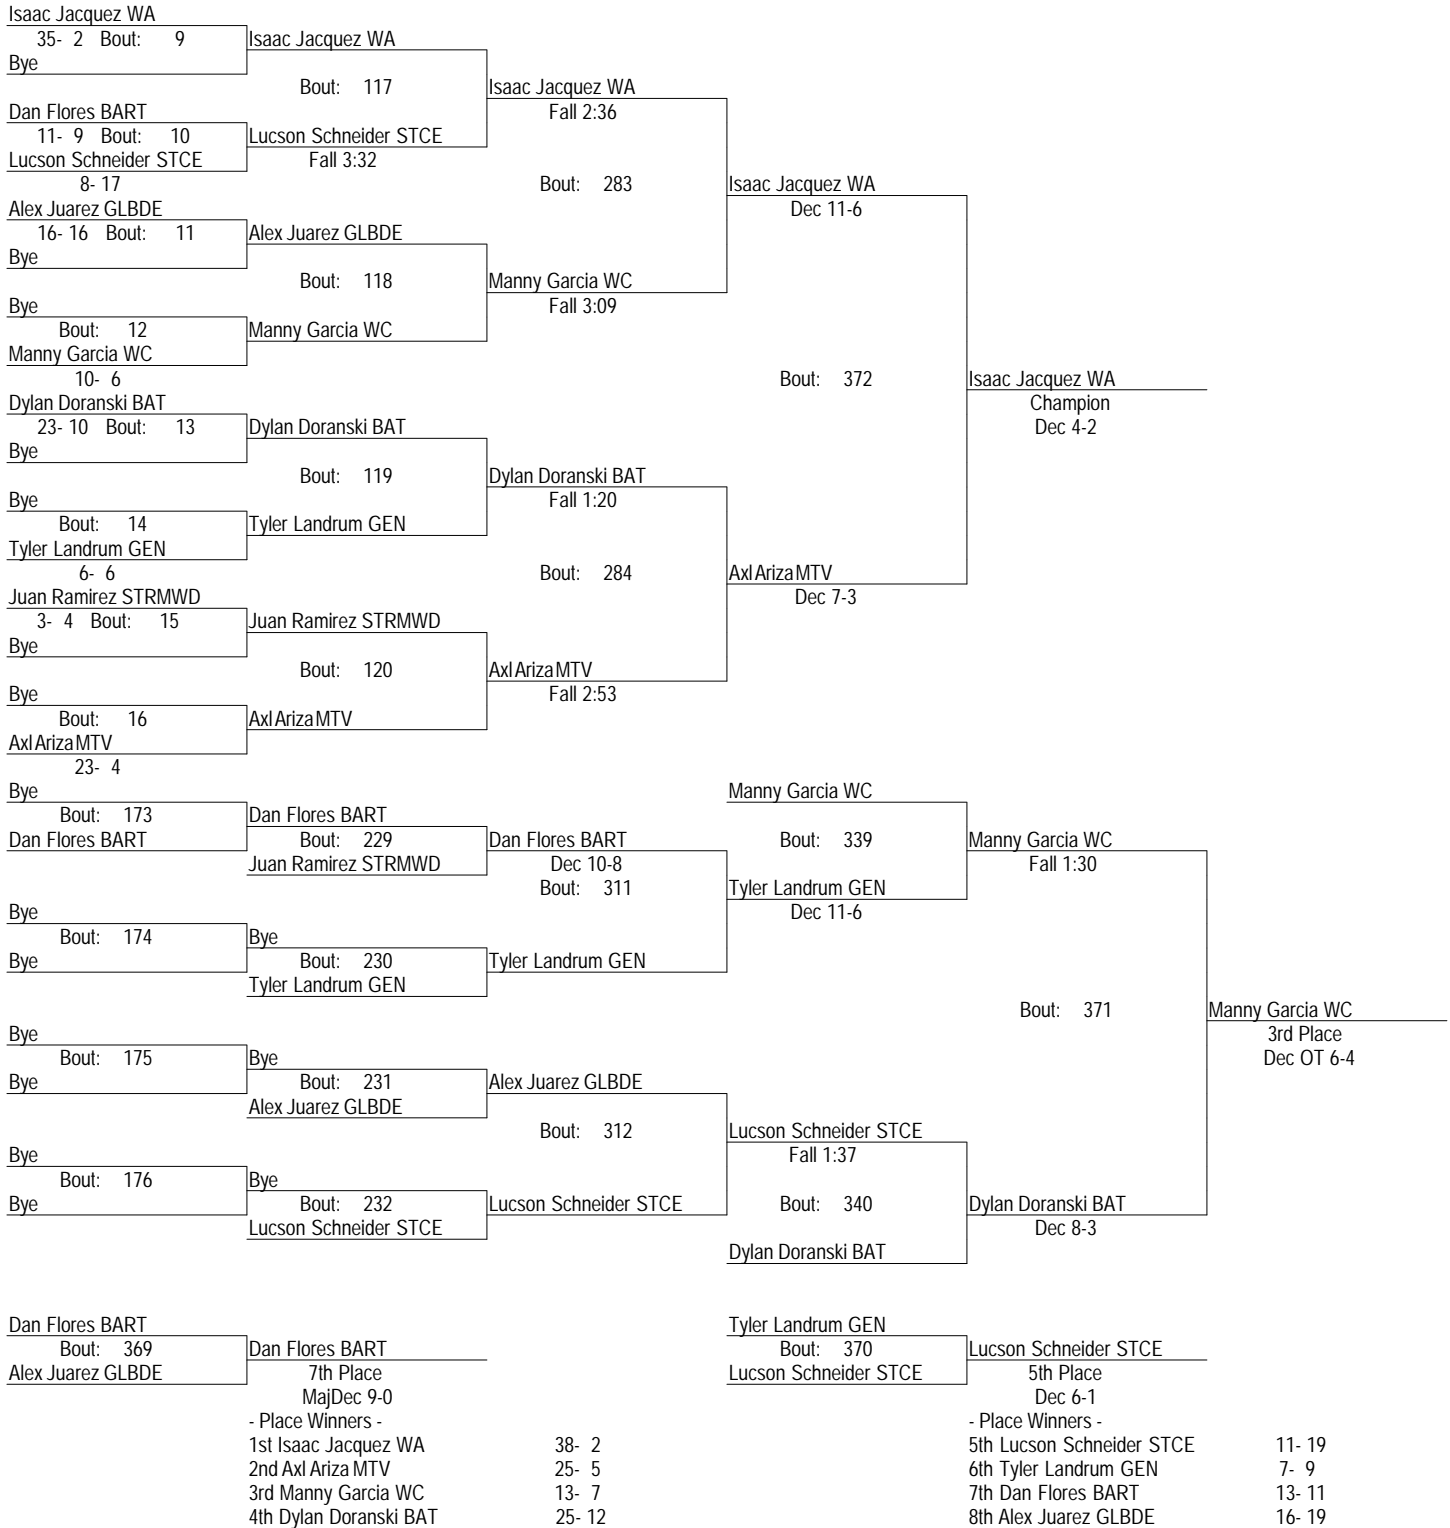 Isaac Jacquez WA
35- 2 Bout: 9 Isaac Jacquez WA
Bye
Bout: 117 Isaac Jacquez WA
Dan Flores BART Fall 2:36
11- 9 Bout: 10 Lucson Schneider STCE
Lucson Schneider STCE Fall 3:32
8- 17 Bout: 283 Isaac Jacquez WA
Alex Juarez GLBDE Dec 11-6
16- 16 Bout: 11 Alex Juarez GLBDE
Bye
Bout: 118 Manny Garcia WC
Bye Fall 3:09
Bout: 12 Manny Garcia WC
Manny Garcia WC
10- 6 Bout: 372 Isaac Jacquez WA
Dylan Doranski BAT Champion
23- 10 Bout: 13 Dylan Doranski BAT Dec 4-2
Bye
Bout: 119 Dylan Doranski BAT
Bye Fall 1:20
Bout: 14 Tyler Landrum GEN
Tyler Landrum GEN
6- 6 Bout: 284 Axl Ariza MTV
Juan Ramirez STRMWD Dec 7-3
3- 4 Bout: 15 Juan Ramirez STRMWD
Bye
Bout: 120 Axl Ariza MTV
Bye Fall 2:53
Bout: 16 Axl Ariza MTV
Axl Ariza MTV
23- 4
Bye Manny Garcia WC
Bout: 173 Dan Flores BART
Dan Flores BART Bout: 229 Dan Flores BART Bout: 339 Manny Garcia WC
Juan Ramirez STRMWD Dec 10-8 Fall 1:30
Bout: 311 Tyler Landrum GEN
Bye Dec 11-6
Bout: 174 Bye
Bye Bout: 230 Tyler Landrum GEN
Tyler Landrum GEN
Bout: 371 Manny Garcia WC
Bye 3rd Place
Bout: 175 Bye Dec OT 6-4
Bye Bout: 231 Alex Juarez GLBDE
Alex Juarez GLBDE
Bout: 312 Lucson Schneider STCE
Bye Fall 1:37
Bout: 176 Bye
Bye Bout: 232 Lucson Schneider STCE Bout: 340 Dylan Doranski BAT
Lucson Schneider STCE Dec 8-3
Dylan Doranski BAT
Dan Flores BART Tyler Landrum GEN
Bout: 369 Dan Flores BART Bout: 370 Lucson Schneider STCE
Alex Juarez GLBDE 7th Place Lucson Schneider STCE 5th Place
MajDec 9-0 Dec 6-1
- Place Winners - - Place Winners -
1st Isaac Jacquez WA 38- 2 5th Lucson Schneider STCE 11- 19
2nd Axl Ariza MTV 25- 5 6th Tyler Landrum GEN 7- 9
3rd Manny Garcia WC 13- 7 7th Dan Flores BART 13- 11
4th Dylan Doranski BAT 25- 12 8th Alex Juarez GLBDE 16- 19